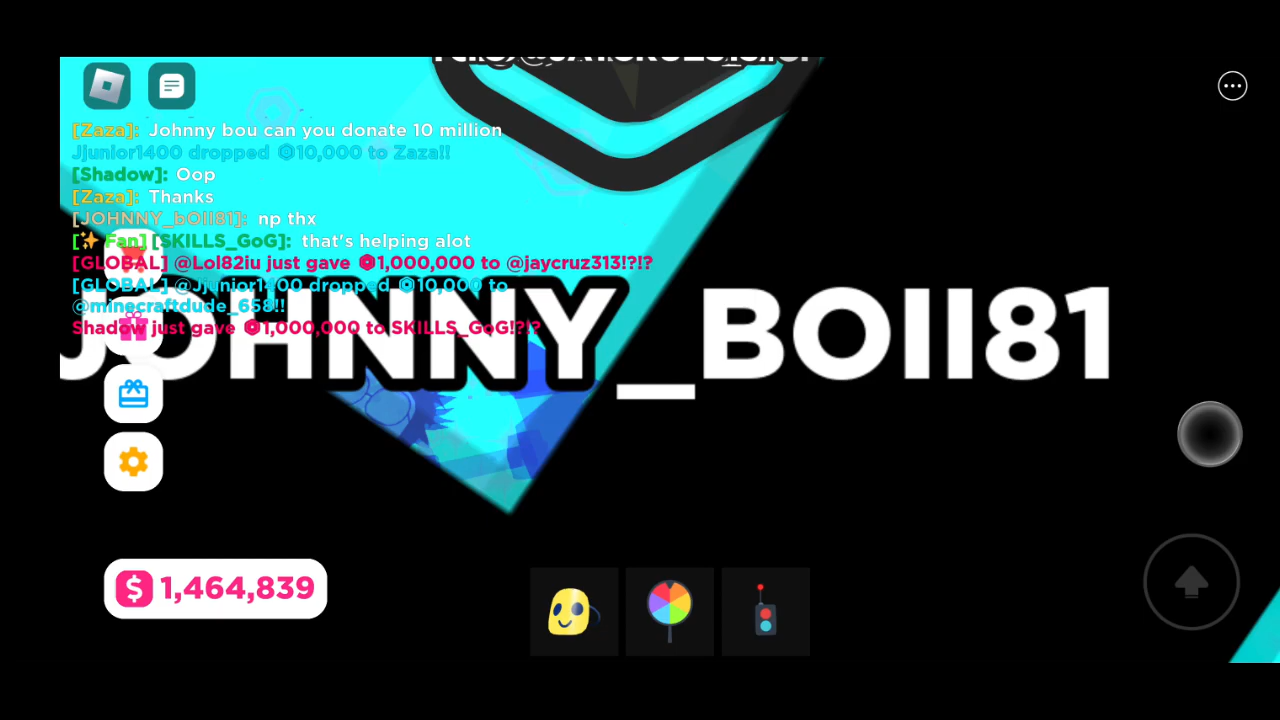 [Zaza]: Johnny bou can you donate 10 million
Jjunior1400 dropped 10,000 to Zaza!!
[Shadow]: Oop
[Zaza]: Thanks
[JOHNNY_bOII81]: np thx
[✨ Fan] [SKILLS_GoG]: that's helping alot
[GLOBAL] @Lol82iu just gave 1,000,000 to @jaycruz313!?!?
[GLOBAL] @Jjunior1400 dropped 10,000 to
@minecraftdude_658!!
Shadow just gave 1,000,000 to SKILLS_GoG!?!?
JOHNNY_BOII81
$ 1,464,839